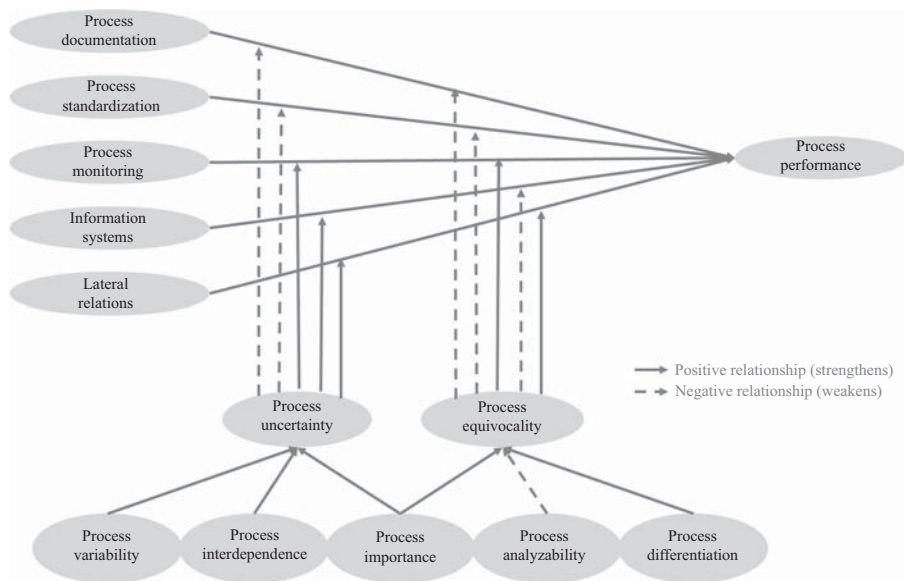 Process
documentation
Process
standardization
Process
monitoring
Information
systems
Lateral
relations
Process
performance
Positive relationship (strengthens)
Negative relationship (weakens)
Process
uncertainty
Process
equivocality
Process
variability
Process
interdependence
Process
importance
Process
analyzability
Process
differentiation